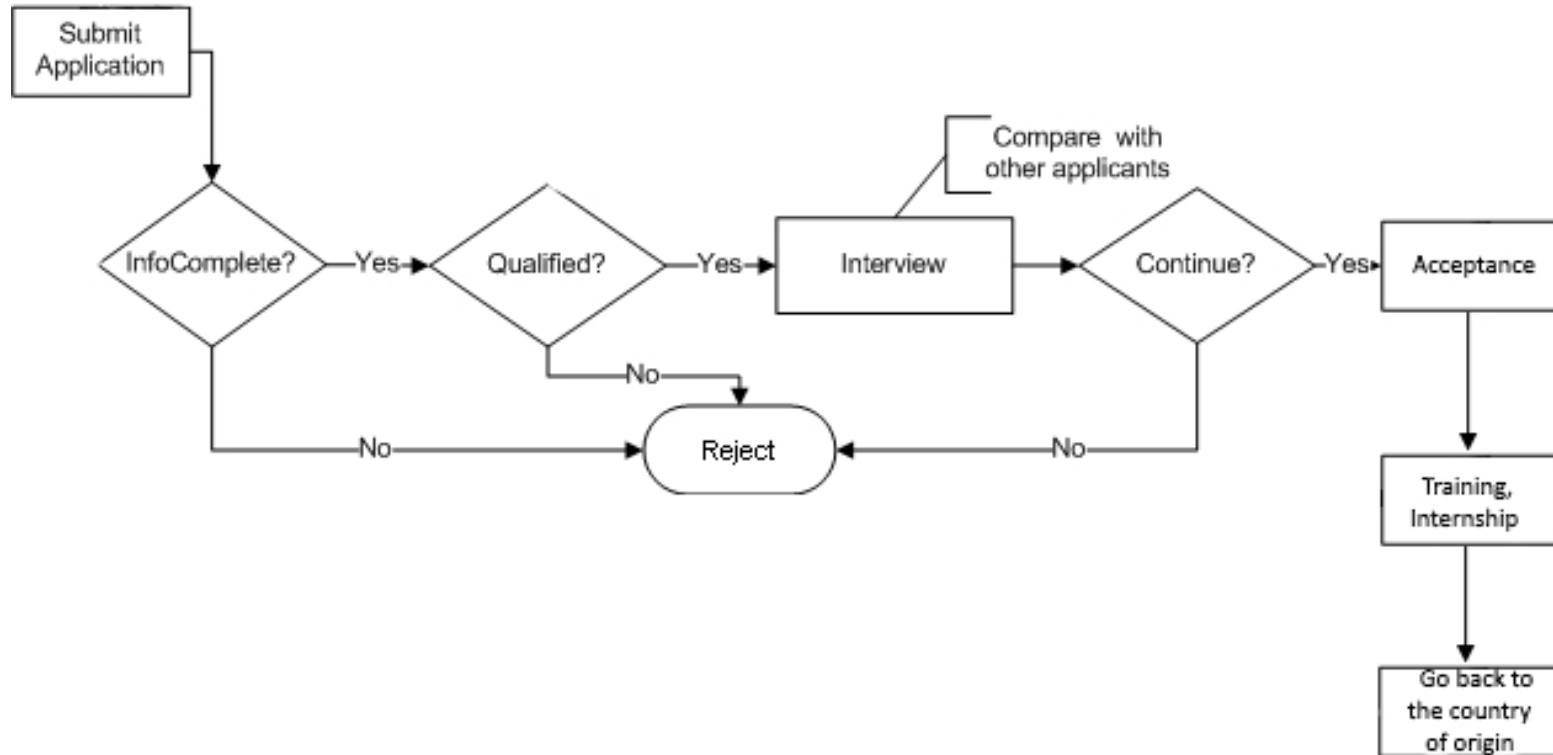 Submit
Application
Compare with
other applicants
InfoComplete?
Yes
Qualified?
Yes
Interview
Continue?
Yes
Acceptance
No
No
Reject
No
Training,
Internship
Go back to
the country
of origin